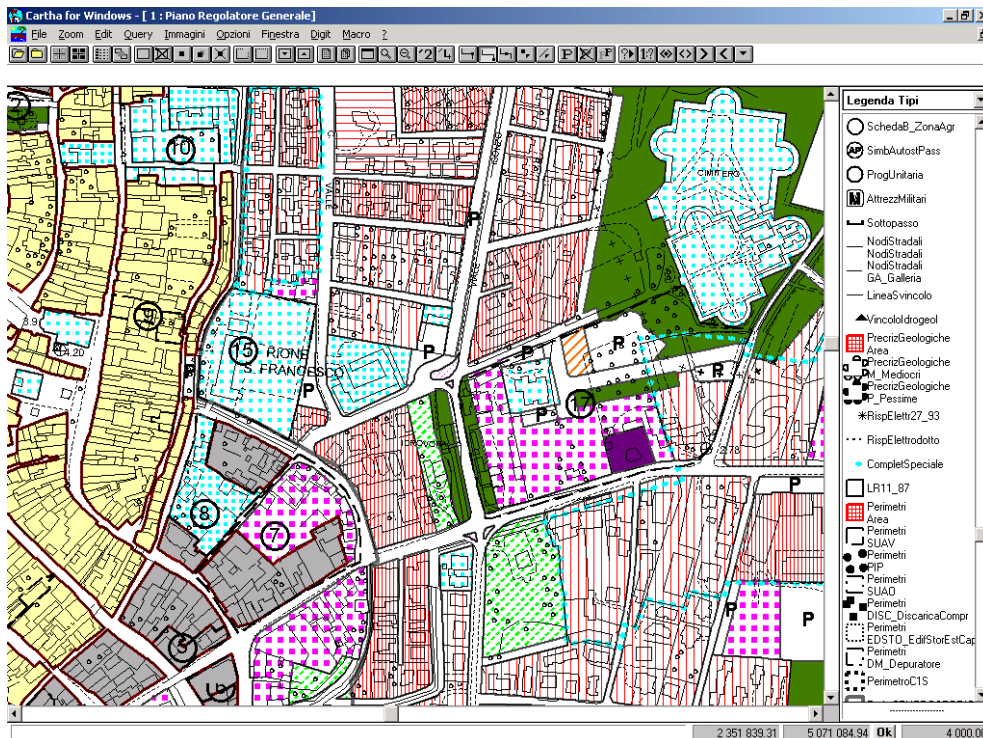 Cartha for Windows - [ 1 : Piano Regolatore Generale]
File Zoom Edit Query Immagini Opzioni Finestra Digit Macro ?
Legenda Tipi
SchedaB_ZonaAgr
SimbAutostPass
ProgUnitaria
AttrezzMilitari
Sottopasso
NodiStradali
NodiStradali
NodiStradali
GA_Galleria
LineaSvincolo
VincoloIdrogeol
PrecrizGeologiche
Area
PrecrizGeologiche
M_Mediocri
PrecrizGeologiche
P_Pessime
RispElettr27_93
RispElettrodotto
CompletSpeciale
LR11_87
Perimetri
Area
Perimetri
SUAV
Perimetri
PIP
Perimetri
SUAO
Perimetri
DISC_DiscaricaCompr
Perimetri
EDSTO_EdifStorEstCap
Perimetri
DM_Depuratore
PerimetroC1S
10
CIMITERO
VIALE
P
9
15
RIONE
S. FRANCESCO
P
P
P
P
P
P
17
P
8
7
5
P
P
P
2 351 839.31
5 071 084.94
Ok
4 000.00